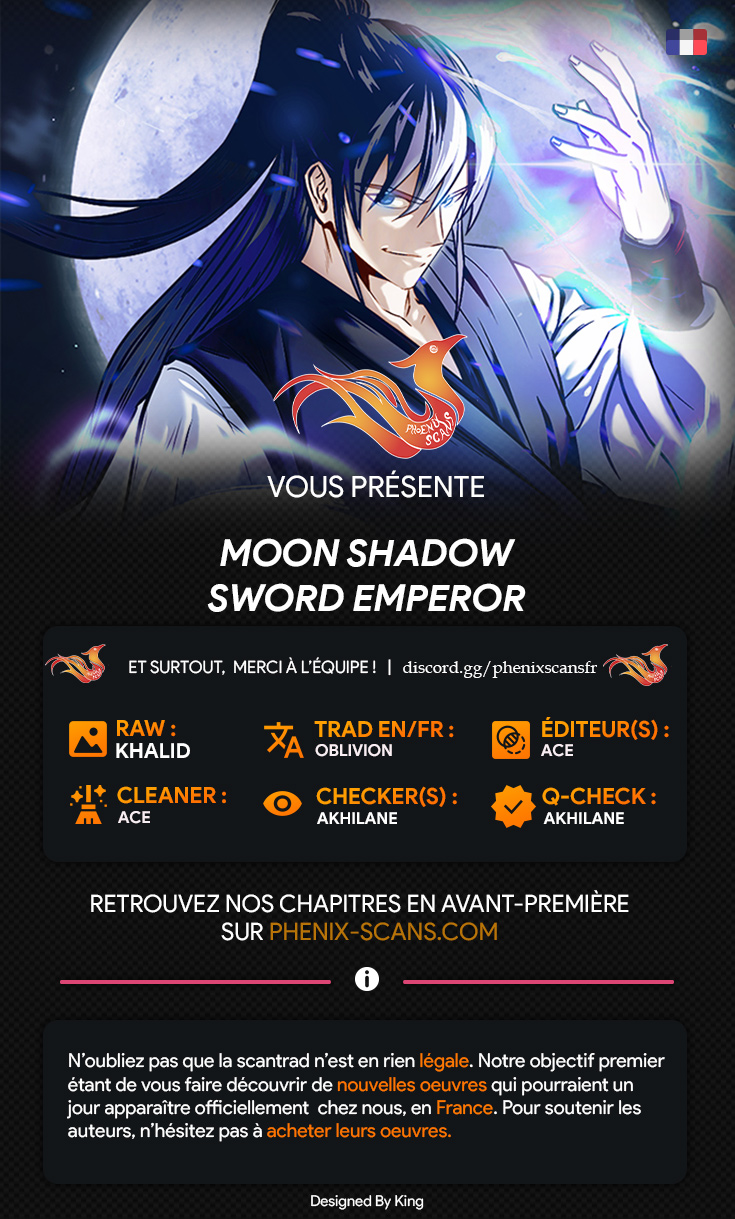 PHOENIX
SCANS
VOUS PRÉSENTE
MOON SHADOW
SWORD EMPEROR
ET SURTOUT, MERCI À L'ÉQUIPE ! | discord.gg/phenixscansfr
RAW :
KHALID
TRAD EN/FR :
OBLIVION
ÉDITEUR(S) :
ACE
CLEANER :
ACE
CHECKER(S) :
AKHILANE
Q-CHECK :
AKHILANE
RETROUVEZ NOS CHAPITRES EN AVANT-PREMIÈRE
SUR PHENIX-SCANS.COM
N'oubliez pas que la scantrad n'est en rien légale. Notre objectif premier
étant de vous faire découvrir de nouvelles oeuvres qui pourraient un
jour apparaître officiellement chez nous, en France. Pour soutenir les
auteurs, n'hésitez pas à acheter leurs oeuvres.
Designed By King